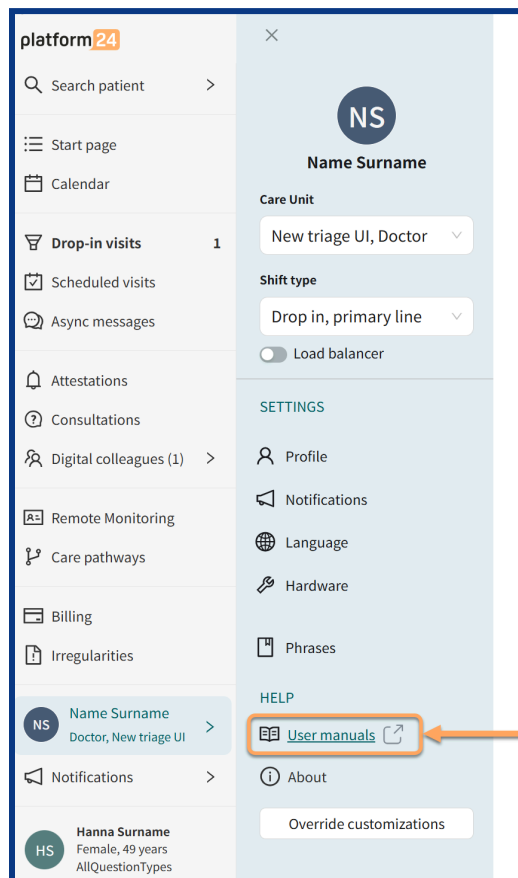 platform24
Search patient
Start page
Calendar
Drop-in visits 1
Scheduled visits
Async messages
Attestations
Consultations
Digital colleagues (1)
Remote Monitoring
Care pathways
Billing
Irregularities
NS
Name Surname
Doctor, New triage UI
Notifications
HS
Hanna Surname
Female, 49 years
AllQuestionTypes
NS
Name Surname
Care Unit
New triage UI, Doctor
Shift type
Drop in, primary line
Load balancer
SETTINGS
Profile
Notifications
Language
Hardware
Phrases
HELP
User manuals
About
Override customizations